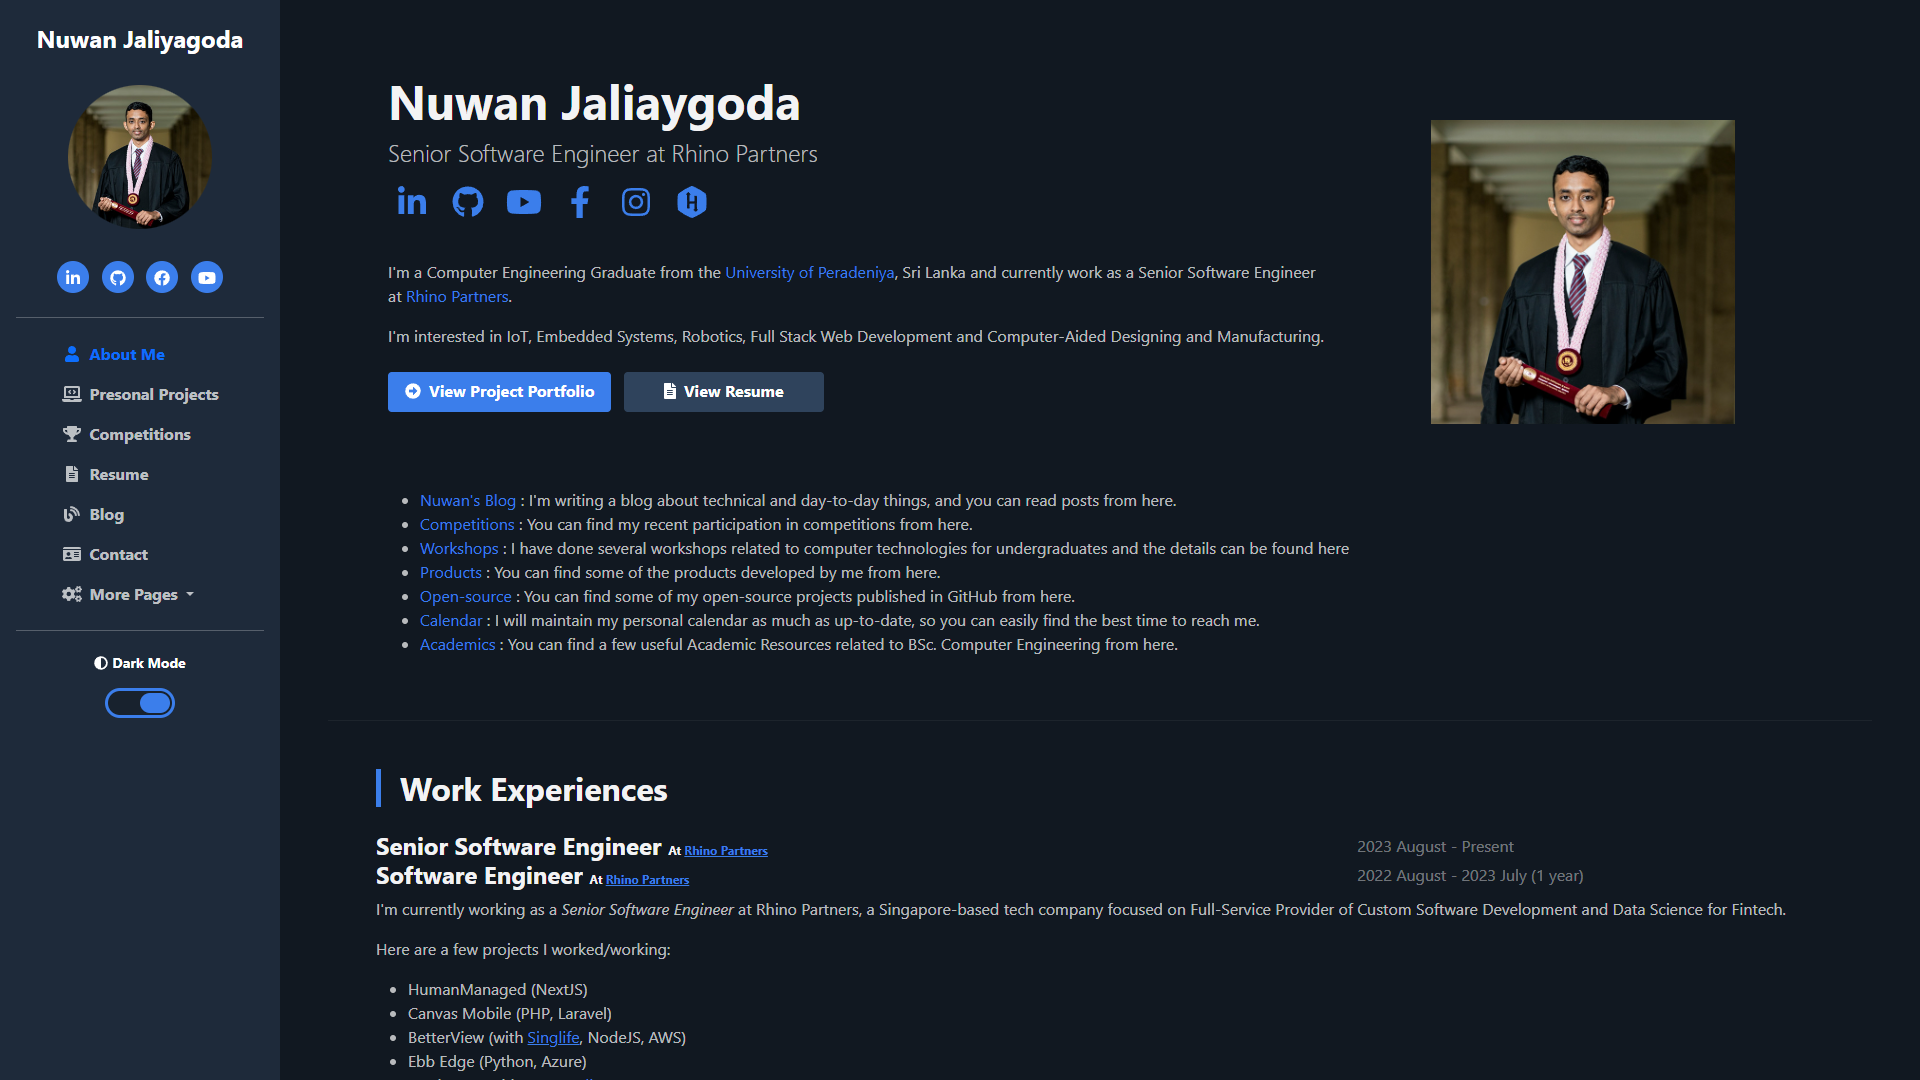 Nuwan Jaliyagoda
About Me
Presonal Projects
Competitions
Resume
Blog
Contact
More Pages
Dark Mode
Nuwan Jaliaygoda
Senior Software Engineer at Rhino Partners
I'm a Computer Engineering Graduate from the University of Peradeniya, Sri Lanka and currently work as a Senior Software Engineer
at Rhino Partners.
I'm interested in IoT, Embedded Systems, Robotics, Full Stack Web Development and Computer-Aided Designing and Manufacturing.
View Project Portfolio
View Resume
Nuwan's Blog : I'm writing a blog about technical and day-to-day things, and you can read posts from here.
Competitions : You can find my recent participation in competitions from here.
Workshops : I have done several workshops related to computer technologies for undergraduates and the details can be found here
Products : You can find some of the products developed by me from here.
Open-source : You can find some of my open-source projects published in GitHub from here.
Calendar : I will maintain my personal calendar as much as up-to-date, so you can easily find the best time to reach me.
Academics : You can find a few useful Academic Resources related to BSc. Computer Engineering from here.
Work Experiences
Senior Software Engineer At Rhino Partners 2023 August - Present
Software Engineer At Rhino Partners 2022 August - 2023 July (1 year)
I'm currently working as a Senior Software Engineer at Rhino Partners, a Singapore-based tech company focused on Full-Service Provider of Custom Software Development and Data Science for Fintech.
Here are a few projects I worked/working:
HumanManaged (NextJS)
Canvas Mobile (PHP, Laravel)
BetterView (with Singlife, NodeJS, AWS)
Ebb Edge (Python, Azure)